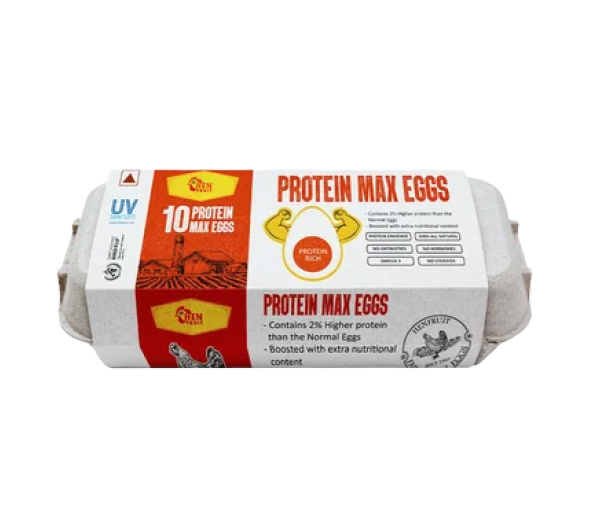 HEN
FRUIT
UV
SANITIZED
10 PROTEIN
MAX EGGS
PROTEIN MAX EGGS
- Contains 2% Higher protein than the
Normal Eggs
- Boosted with extra nutritional content
PROTEIN ENRICHED
100% ALL NATURAL
NO ANTIBIOTICS
NO HORMONES
OMEGA 3
NO STEROIDS
PROTEIN
RICH
HEN
FRUIT
PROTEIN MAX EGGS
- Contains 2% Higher protein
than the Normal Eggs
- Boosted with extra nutritional
content
HENFRUIT
EGGS